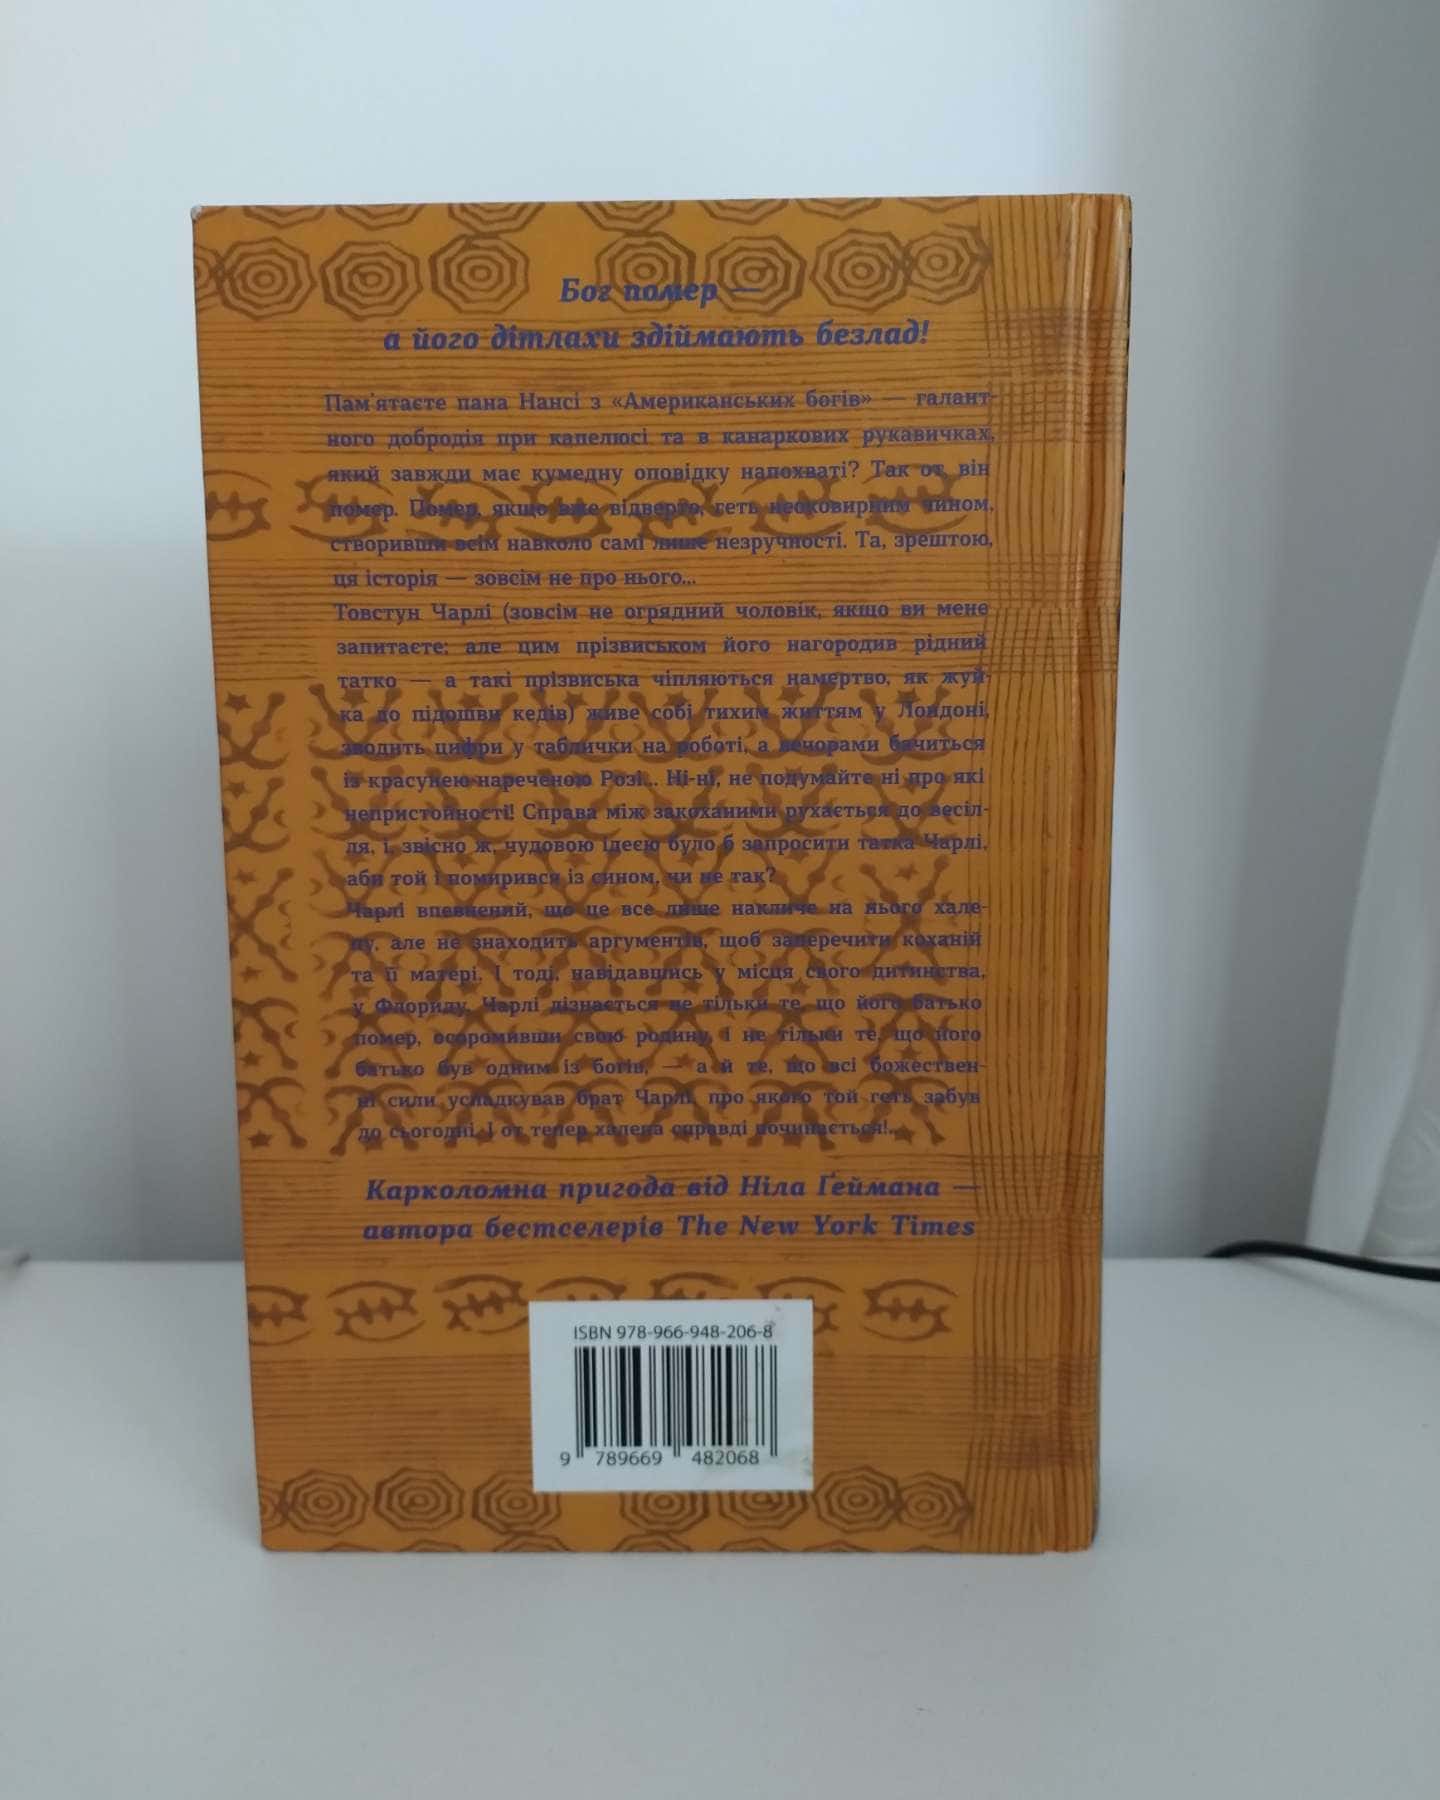 Бог помер —
а його дітлахи здіймають безлад!
Пам'ятаєте пана Нансі з «Американських богів» — галант-
ного добродія при капелюсі та в канаркових рукавичках,
який завжди має кумедну оповідку напохваті? Так от, він
помер. Помер, якщо вже відверто, геть неоковирним чином,
створивши всім навколо самі лише незручності. Та, зрештою,
ця історія — зовсім не про нього...
Товстун Чарлі (зовсім не огрядний чоловік, якщо ви мене
запитаєте; але цим прізвиськом його нагородив рідний
татко — а такі прізвиська чіпляються намертво, як жуй-
ка до підошви кедів) живе собі тихим життям у Лондоні,
зводить цифри у таблички на роботі, а вечорами бачиться
із красунею нареченою Розі... Ні-ні, не подумайте ні про які
непристойності! Справа між закоханими рухається до весіл-
ля, і, звісно ж, чудовою ідеєю було б запросити татка Чарлі,
аби той і помирився із сином, чи не так?
Чарлі впевнений, що це все лише накличе на нього хале-
пу, але не знаходить аргументів, щоб заперечити коханій
та її матері. І тоді, навідавшись у місця свого дитинства,
у Флориду, Чарлі дізнається не тільки те, що його батько
помер, осоромивши свою родину, і не тільки те, що його
батько був одним із богів, — а й те, що всі божествен-
ні сили успадкував брат Чарлі, про якого той геть забув
до сьогодні. І от тепер халепа справді починається!..
Карколомна пригода від Ніла Ґеймана —
автора бестселерів The New York Times
ISBN 978-966-948-206-8
9 789669 482068